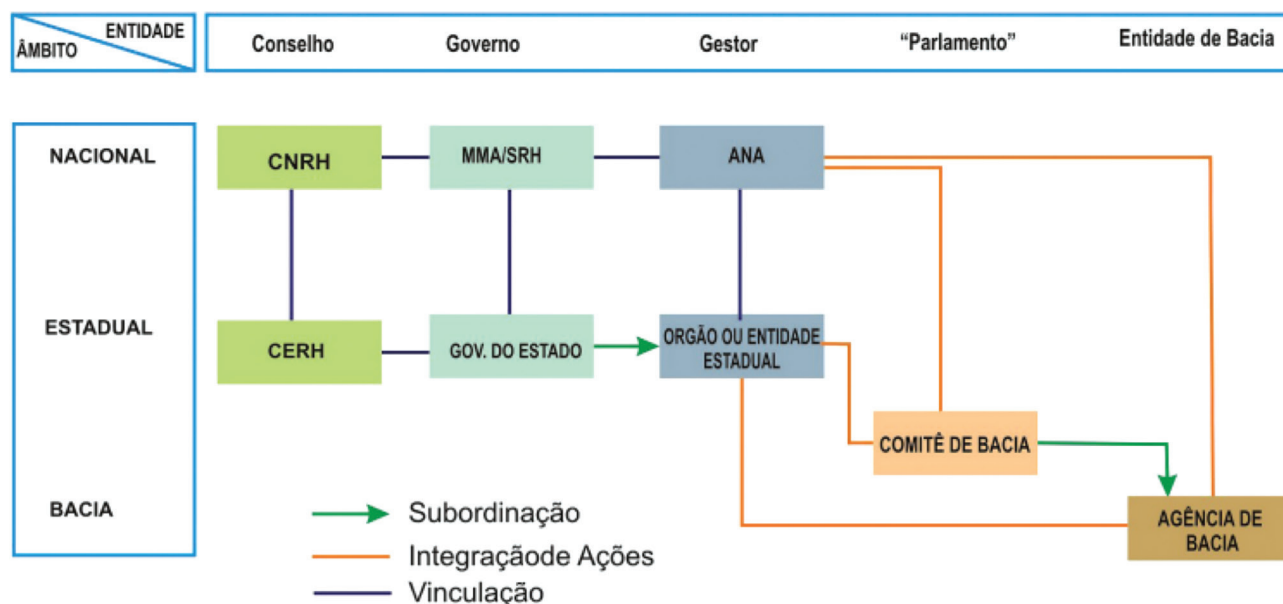 ENTIDADE
ÂMBITO
Conselho
Governo
Gestor
“Parlamento”
Entidade de Bacia
NACIONAL
CNRH
MMA/SRH
ANA
ESTADUAL
CERH
GOV. DO ESTADO
ORGÃO OU ENTIDADE
ESTADUAL
COMITÊ DE BACIA
BACIA
AGÊNCIA DE
BACIA
Subordinação
Integraçãode Ações
Vinculação